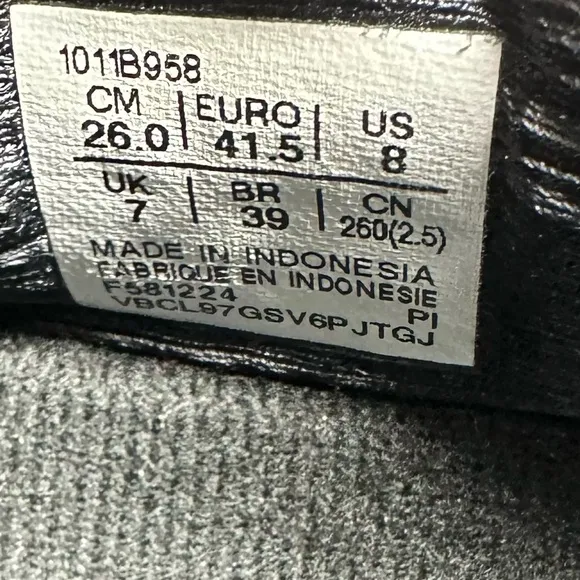 1011B958
CM | EURO | US
26.0 | 41.5 | 8
UK | BR | CN
7 | 39 | 260(2.5)
MADE IN INDONESIA
FABRIQUE EN INDONESIE
F581224 PI
VBCL97GSV6PJTGJ